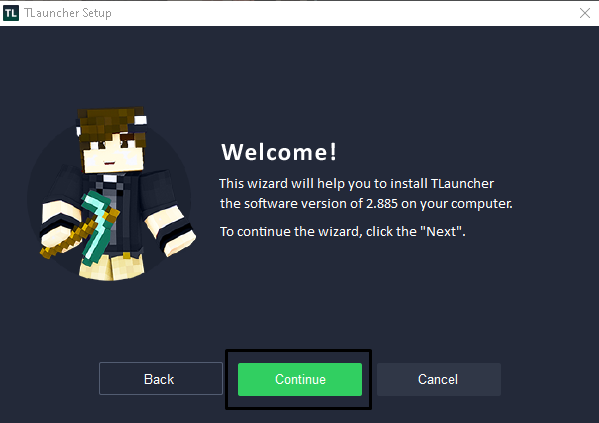 TL TLauncher Setup
Welcome!
This wizard will help you to install TLauncher
the software version of 2.885 on your computer.
To continue the wizard, click the "Next".
Back Continue Cancel